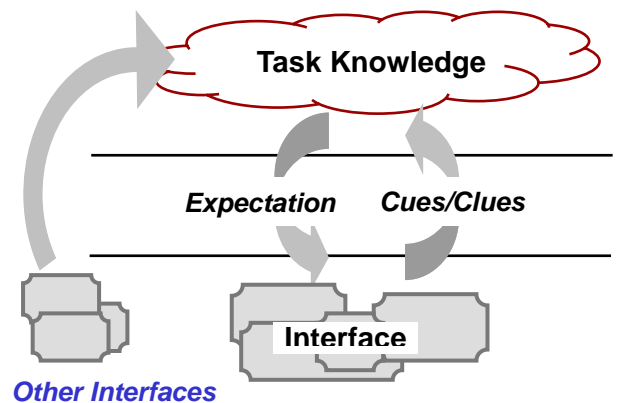 Task Knowledge
Expectation Cues/Clues
Interface
Other Interfaces